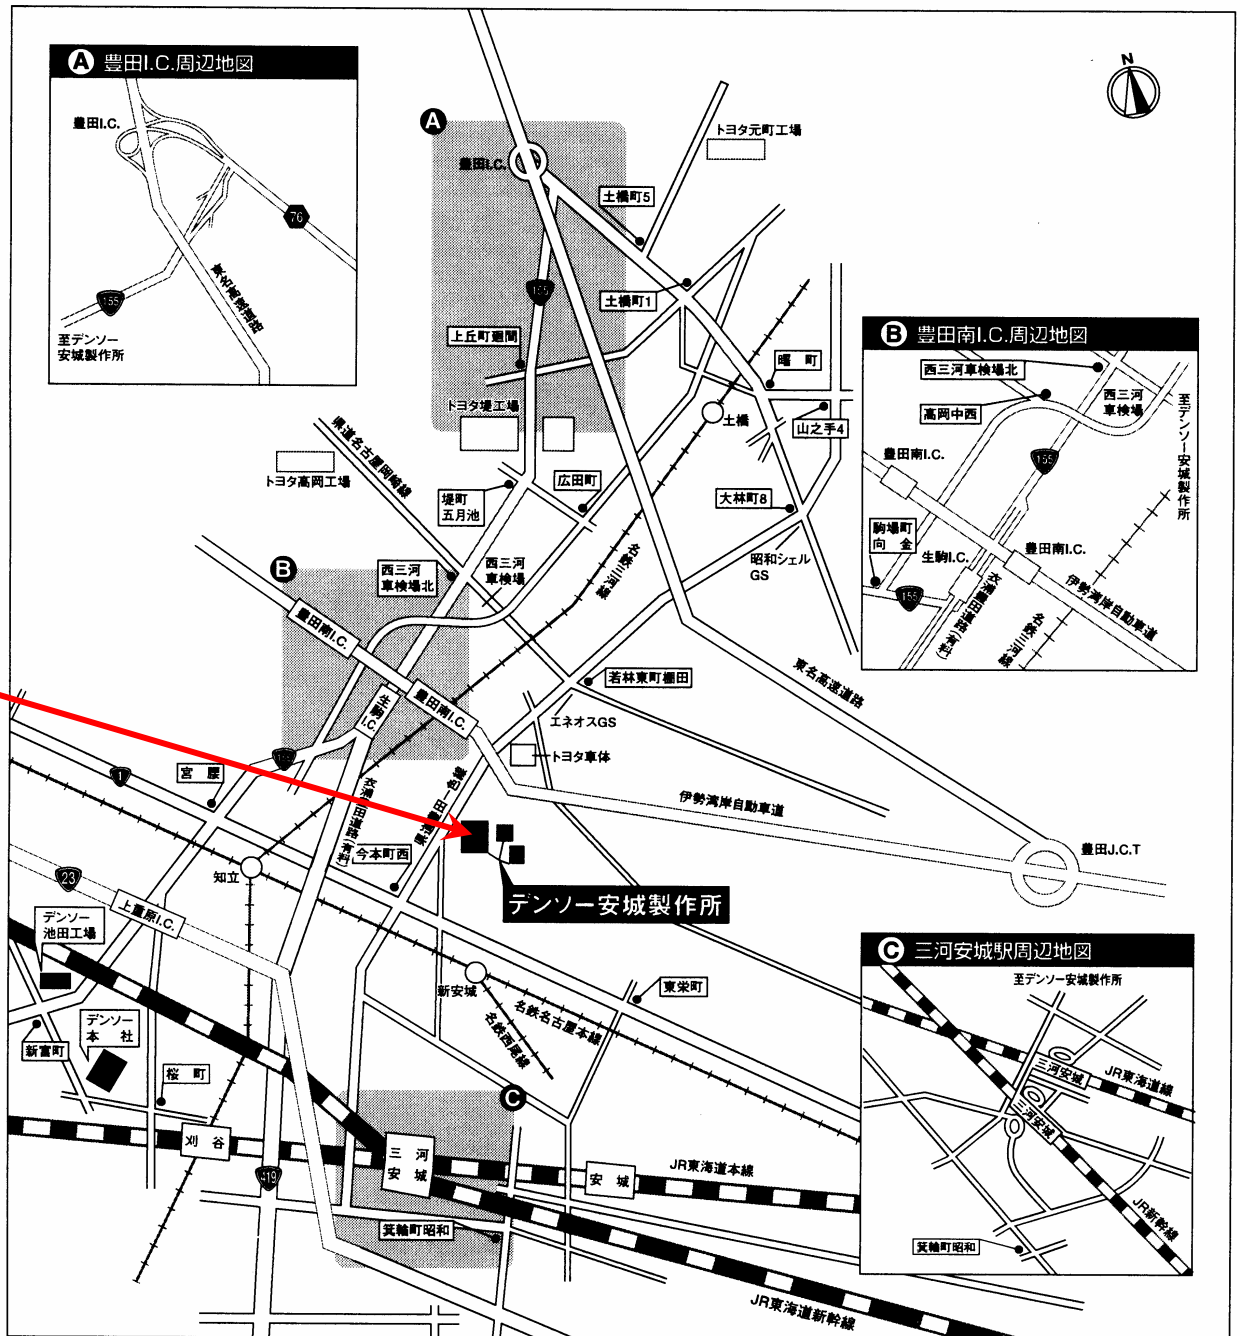 A 豊田I.C.周辺地図
豊田I.C.
76
155
東名高速道路
至デンソー
安城製作所
N
A
豊田I.C.
トヨタ元町工場
土橋町5
155
土橋町1
上丘町廻間
曙 町
トヨタ堤工場
土橋
山之手4
県道名古屋岡崎線
トヨタ高岡工場
堤町
五月池
広田町
大林町8
名鉄三河線
昭和シェル
GS
B
西三河
車検場北
西三河
車検場
豊田南I.C.
B 豊田南I.C.周辺地図
西三河車検場北
高岡中西
西三河
車検場
至デンソー安城製作所
豊田南I.C.
155
駒場町
向 金
生駒I.C.
豊田南I.C.
155
衣浦豊田道路(有料)
名鉄三河線
伊勢湾岸自動車道
若林東町棚田
東名高速道路
生駒
I.C.
豊田南I.C.
エネオスGS
トヨタ車体
1
宮 腰
155
衣浦豊田道路(有料)
伊勢湾岸自動車道
今本町西
豊田J.C.T
知立
23
上重原I.C.
デンソー安城製作所
デンソー
池田工場
新安城
東栄町
名鉄名古屋本線
名鉄西尾線
デンソー
本 社
新富町
桜 町
C 三河安城駅周辺地図
至デンソー安城製作所
三河安城
JR東海道線
三河安城
JR新幹線
箕輪町昭和
C
刈 谷
三 河
安 城
JR東海道本線
安 城
419
箕輪町昭和
JR東海道新幹線